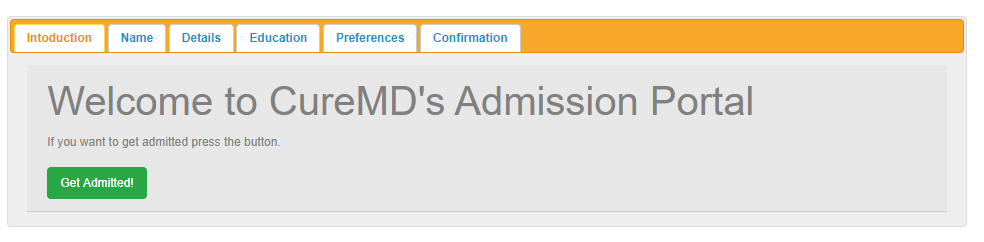 Intoduction Name Details Education Preferences Confirmation
Welcome to CureMD's Admission Portal
If you want to get admitted press the button.
Get Admitted!